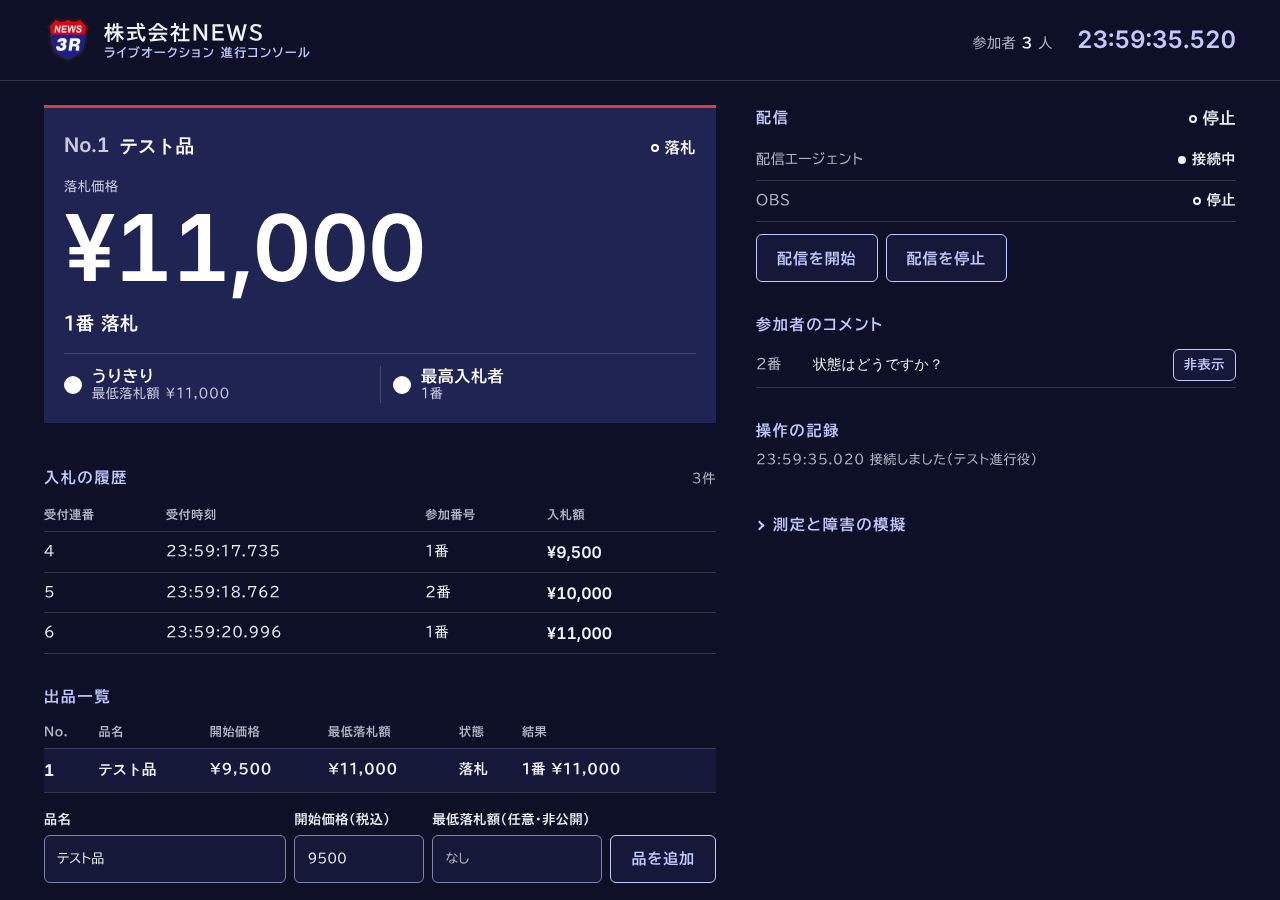 NEWS
3R
株式会社NEWS
ライブオークション 進行コンソール
参加者 3 人
23:59:35.520
No.1 テスト品
落札
落札価格
¥11,000
1番 落札
うりきり
最低落札額 ¥11,000
最高入札者
1番
入札の履歴
3件
受付連番 受付時刻 参加番号 入札額
4 23:59:17.735 1番 ¥9,500
5 23:59:18.762 2番 ¥10,000
6 23:59:20.996 1番 ¥11,000
出品一覧
No. 品名 開始価格 最低落札額 状態 結果
1 テスト品 ¥9,500 ¥11,000 落札 1番 ¥11,000
品名 開始価格(税込) 最低落札額(任意・非公開)
テスト品 9500 なし 品を追加
配信
停止
配信エージェント 接続中
OBS 停止
配信を開始 配信を停止
参加者のコメント
2番 状態はどうですか？ 非表示
操作の記録
23:59:35.020 接続しました(テスト進行役)
測定と障害の模擬